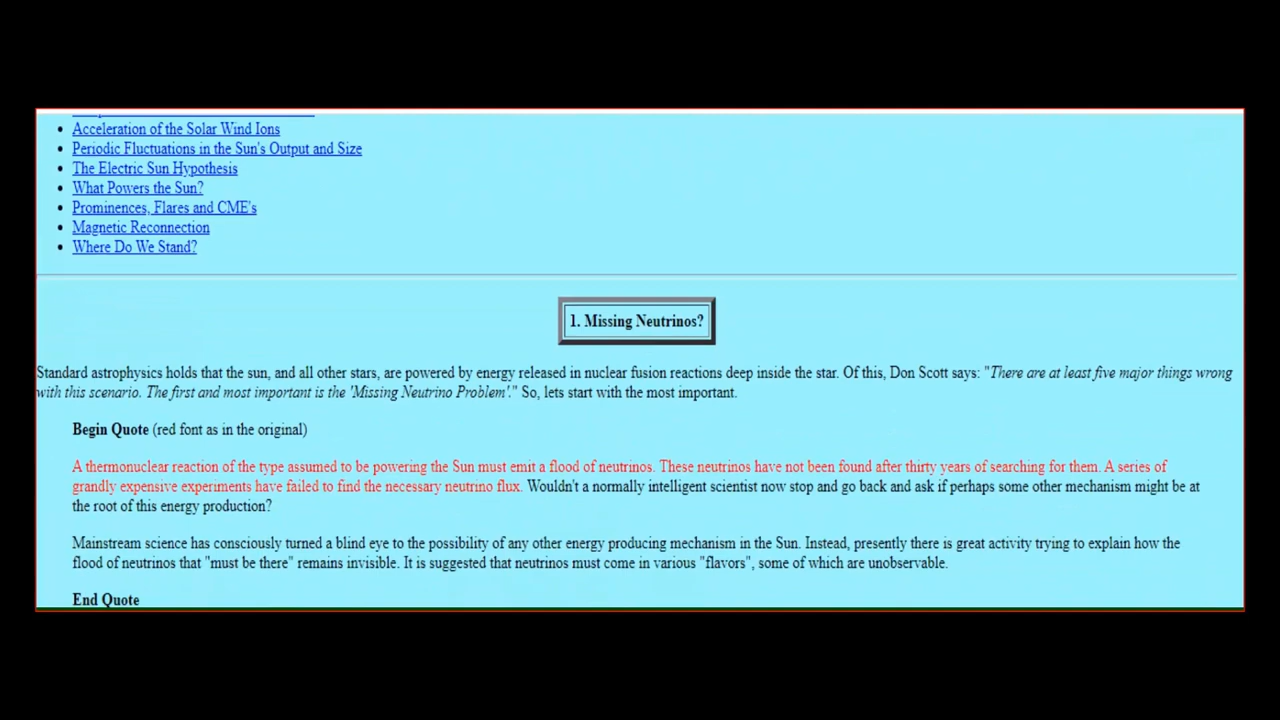 Acceleration of the Solar Wind Ions
Periodic Fluctuations in the Sun's Output and Size
The Electric Sun Hypothesis
What Powers the Sun?
Prominences, Flares and CME's
Magnetic Reconnection
Where Do We Stand?
1. Missing Neutrinos?
Standard astrophysics holds that the sun, and all other stars, are powered by energy released in nuclear fusion reactions deep inside the star. Of this, Don Scott says: "There are at least five major things wrong
with this scenario. The first and most important is the 'Missing Neutrino Problem'." So, lets start with the most important.
Begin Quote (red font as in the original)
A thermonuclear reaction of the type assumed to be powering the Sun must emit a flood of neutrinos. These neutrinos have not been found after thirty years of searching for them. A series of
grandly expensive experiments have failed to find the necessary neutrino flux. Wouldn't a normally intelligent scientist now stop and go back and ask if perhaps some other mechanism might be at
the root of this energy production?
Mainstream science has consciously turned a blind eye to the possibility of any other energy producing mechanism in the Sun. Instead, presently there is great activity trying to explain how the
flood of neutrinos that "must be there" remains invisible. It is suggested that neutrinos must come in various "flavors", some of which are unobservable.
End Quote